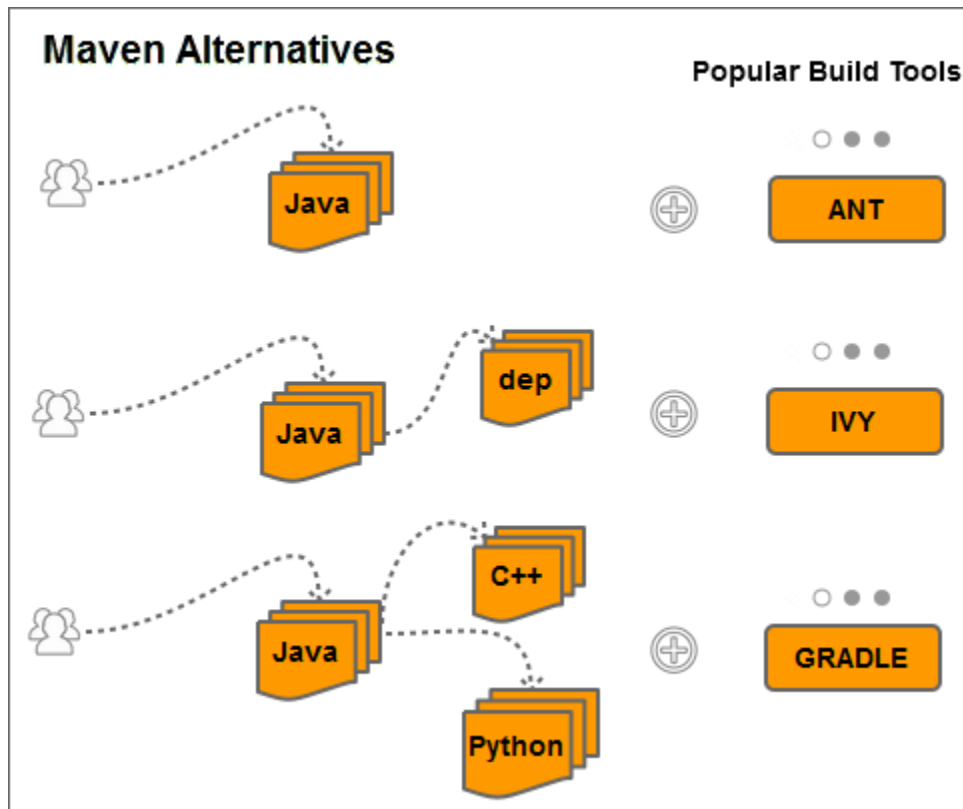 Maven Alternatives
Popular Build Tools
Java
ANT
dep
Java
IVY
C++
Java
GRADLE
Python